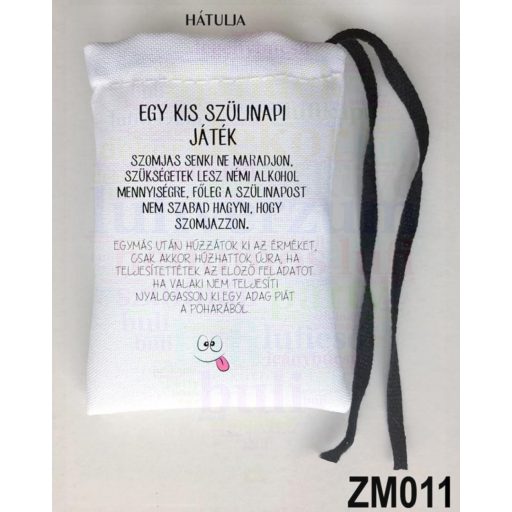 HÁTULJA
EGY KIS SZÜLINAPI
JÁTÉK
SZOMJAS SENKI NE MARADJON,
SZÜKSÉGETEK LESZ NÉMI ALKOHOL
MENNYISÉGRE, FŐLEG A SZÜLINAPOST
NEM SZABAD HAGYNI, HOGY
SZOMJAZZON.
EGYMÁS UTÁN HÚZZÁTOK KI AZ ÉRMÉKET,
CSAK AKKOR HÚZHATTOK ÚJRA, HA
TELJESÍTETTÉTEK AZ ELOZŐ FELADATOT.
HA VALAKI NEM TELJESÍTI
NYALOGASSON KI EGY ADAG PIÁT
A POHARÁBÓL.
buli
ZM011